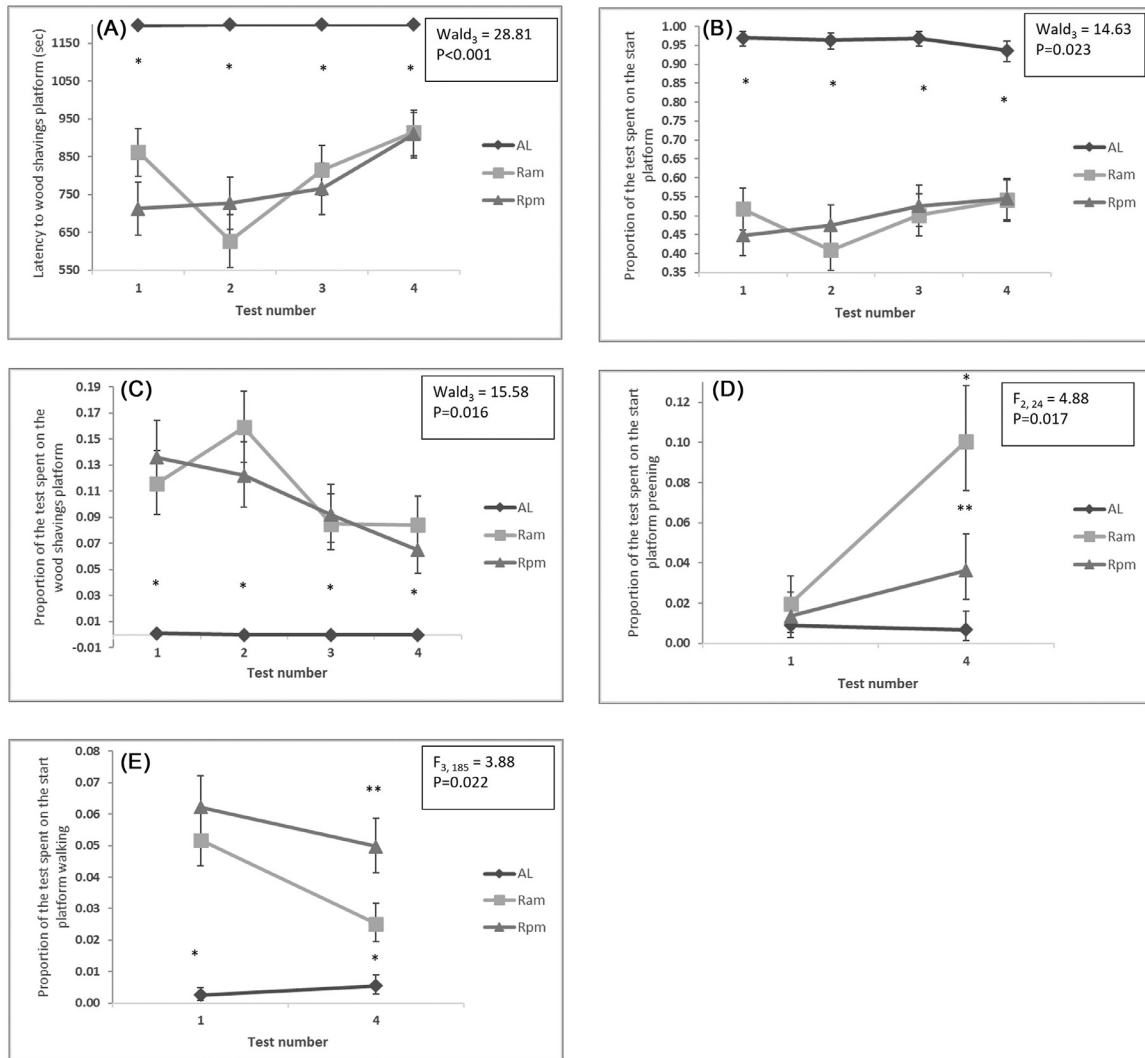 (A)
Latency to wood shavings platform (sec)
1150
1050
950
850
750
650
550
Wald3 = 28.81
P<0.001
* * * *
AL
Ram
Rpm
1 2 3 4
Test number
(B)
Proportion of the test spent on the start
platform
1.00
0.95
0.90
0.85
0.80
0.75
0.70
0.65
0.60
0.55
0.50
0.45
0.40
0.35
Wald3 = 14.63
P=0.023
* * * *
AL
Ram
Rpm
1 2 3 4
Test number
(C)
Proportion of the test spent on the
wood shavings platform
0.19
0.17
0.15
0.13
0.11
0.09
0.07
0.05
0.03
0.01
-0.01
Wald3 = 15.58
P=0.016
* * * *
AL
Ram
Rpm
1 2 3 4
Test number
(D)
Proportion of the test spent on the start
platform preening
0.12
0.10
0.08
0.06
0.04
0.02
0.00
F2, 24 = 4.88
P=0.017
*
**
AL
Ram
Rpm
1 4
Test number
(E)
Proportion of the test spent on the start
platform walking
0.08
0.07
0.06
0.05
0.04
0.03
0.02
0.01
0.00
F3, 185 = 3.88
P=0.022
**
* *
AL
Ram
Rpm
1 4
Test number